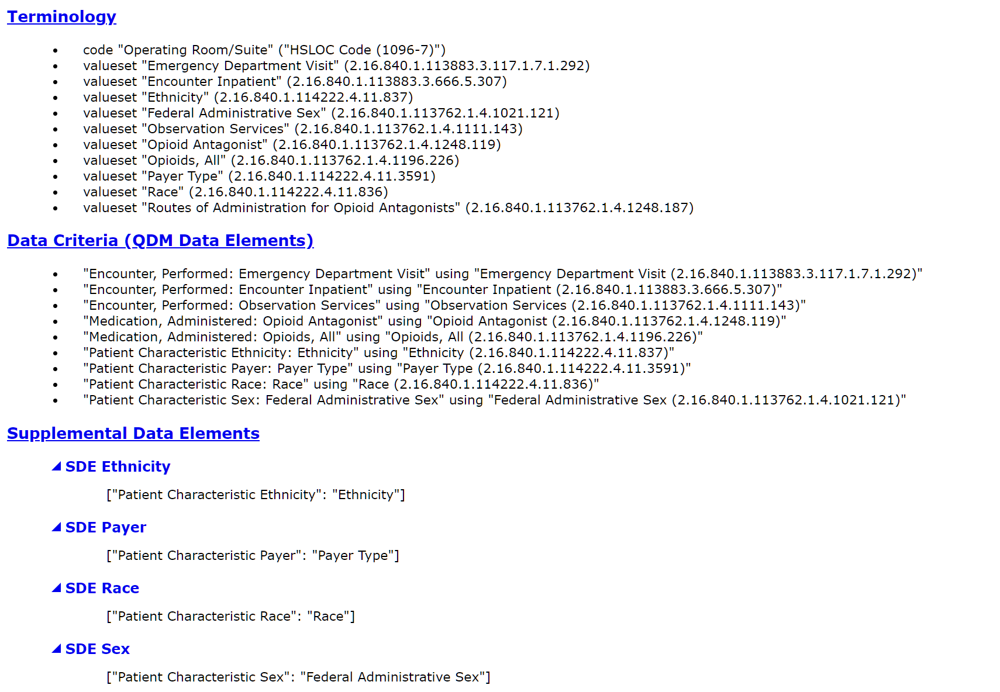 Terminology
• code "Operating Room/Suite" ("HSLOC Code (1096-7)")
• valueset "Emergency Department Visit" (2.16.840.1.113883.3.117.1.7.1.292)
• valueset "Encounter Inpatient" (2.16.840.1.113883.3.666.5.307)
• valueset "Ethnicity" (2.16.840.1.114222.4.11.837)
• valueset "Federal Administrative Sex" (2.16.840.1.113762.1.4.1021.121)
• valueset "Observation Services" (2.16.840.1.113762.1.4.1111.143)
• valueset "Opioid Antagonist" (2.16.840.1.113762.1.4.1248.119)
• valueset "Opioids, All" (2.16.840.1.113762.1.4.1196.226)
• valueset "Payer Type" (2.16.840.1.114222.4.11.3591)
• valueset "Race" (2.16.840.1.114222.4.11.836)
• valueset "Routes of Administration for Opioid Antagonists" (2.16.840.1.113762.1.4.1248.187)
Data Criteria (QDM Data Elements)
• "Encounter, Performed: Emergency Department Visit" using "Emergency Department Visit (2.16.840.1.113883.3.117.1.7.1.292)"
• "Encounter, Performed: Encounter Inpatient" using "Encounter Inpatient (2.16.840.1.113883.3.666.5.307)"
• "Encounter, Performed: Observation Services" using "Observation Services (2.16.840.1.113762.1.4.1111.143)"
• "Medication, Administered: Opioid Antagonist" using "Opioid Antagonist (2.16.840.1.113762.1.4.1248.119)"
• "Medication, Administered: Opioids, All" using "Opioids, All (2.16.840.1.113762.1.4.1196.226)"
• "Patient Characteristic Ethnicity: Ethnicity" using "Ethnicity (2.16.840.1.114222.4.11.837)"
• "Patient Characteristic Payer: Payer Type" using "Payer Type (2.16.840.1.114222.4.11.3591)"
• "Patient Characteristic Race: Race" using "Race (2.16.840.1.114222.4.11.836)"
• "Patient Characteristic Sex: Federal Administrative Sex" using "Federal Administrative Sex (2.16.840.1.113762.1.4.1021.121)"
Supplemental Data Elements
SDE Ethnicity
["Patient Characteristic Ethnicity": "Ethnicity"]
SDE Payer
["Patient Characteristic Payer": "Payer Type"]
SDE Race
["Patient Characteristic Race": "Race"]
SDE Sex
["Patient Characteristic Sex": "Federal Administrative Sex"]